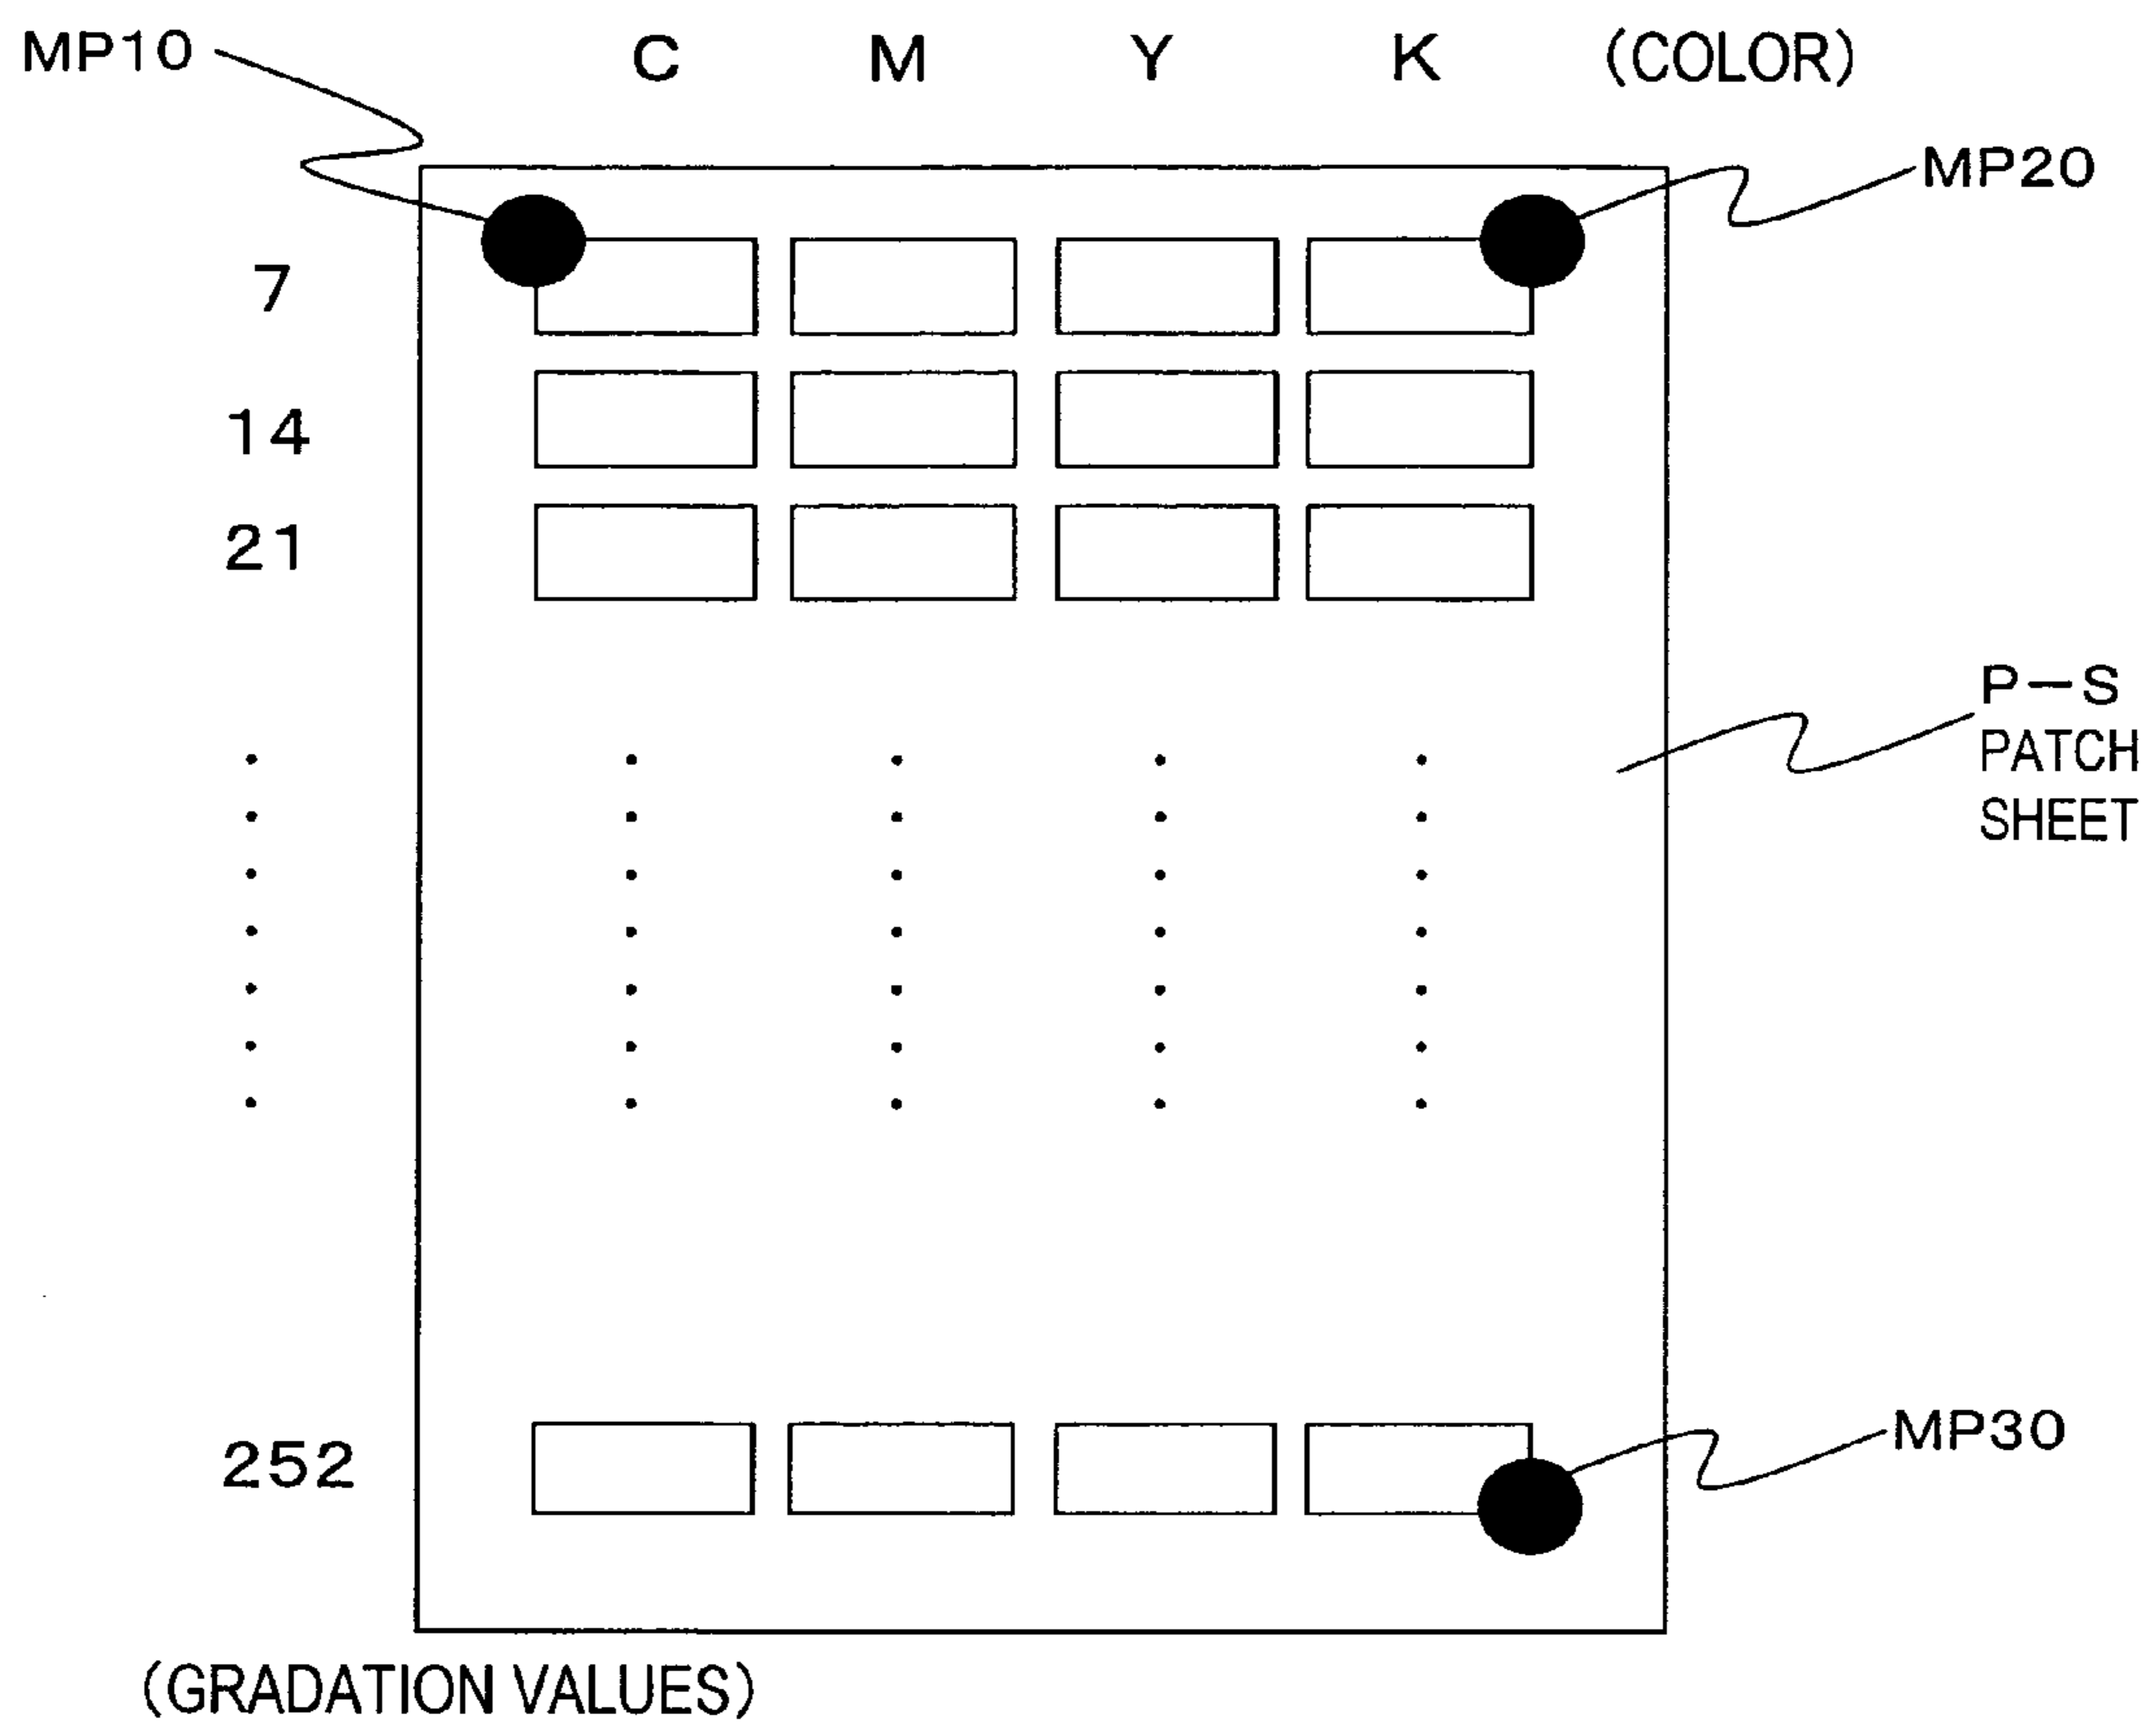 MP10
C M Y K (COLOR)
MP20
7
14
21
P-S
PATCH
SHEET
252
MP30
(GRADATION VALUES)